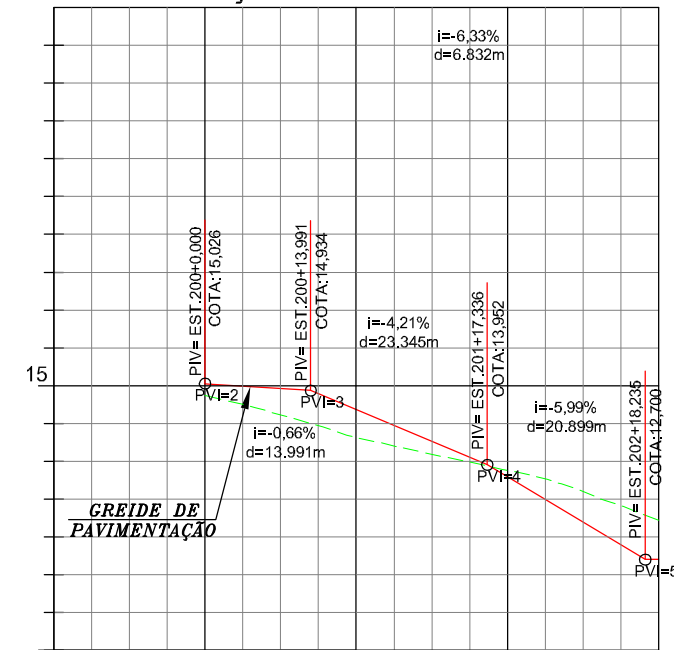 i=-6,33%
d=6.832m
PIV= EST.200+0,000
COTA:15,026
PIV= EST.200+13,991
COTA:14,934
PIV= EST.201+17,336
COTA:13,952
PIV= EST.202+18,235
COTA:12,700
i=-4,21%
d=23.345m
15
PVI=2
PVI=3
i=-5,99%
d=20.899m
i=-0,66%
d=13.991m
PVI=4
GREIDE DE
PAVIMENTAÇÃO
PVI=5